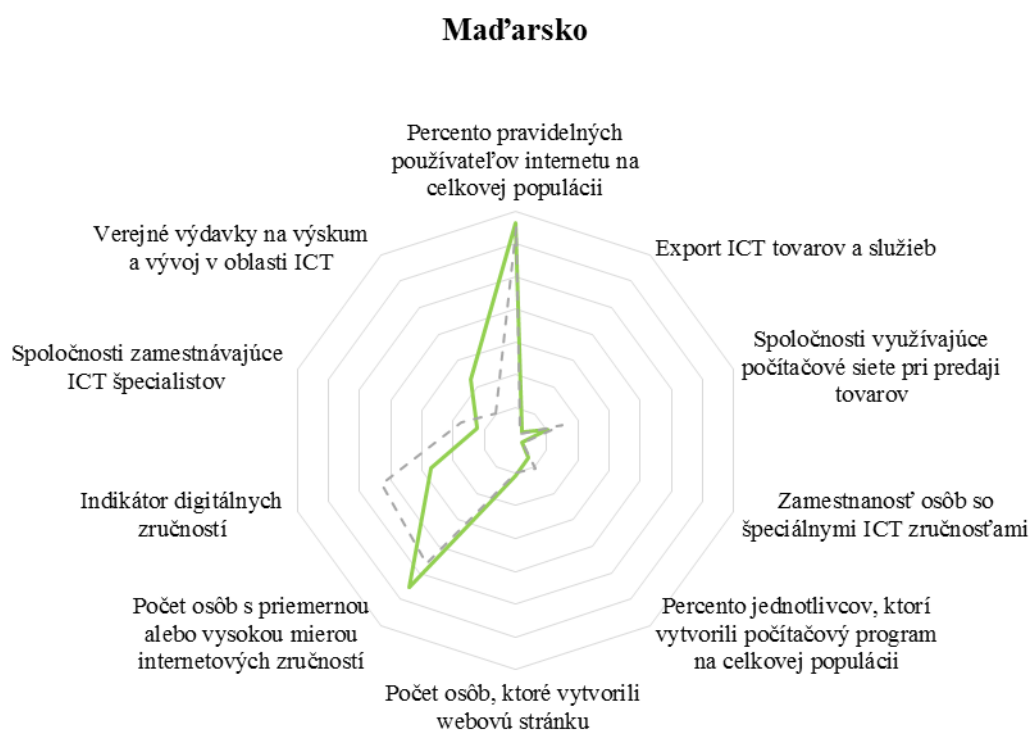 Maďarsko
Percento pravidelných
používateľov internetu na
celkovej populácii
Export ICT tovarov a služieb
Spoločnosti využívajúce
počítačové siete pri predaji
tovarov
Zamestnanosť osôb so
špeciálnymi ICT zručnosťami
Percento jednotlivcov, ktorí
vytvorili počítačový program
na celkovej populácii
Počet osôb, ktoré vytvorili
webovú stránku
Počet osôb s priemernou
alebo vysokou mierou
internetových zručností
Indikátor digitálnych
zručností
Spoločnosti zamestnávajúce
ICT špecialistov
Verejné výdavky na výskum
a vývoj v oblasti ICT